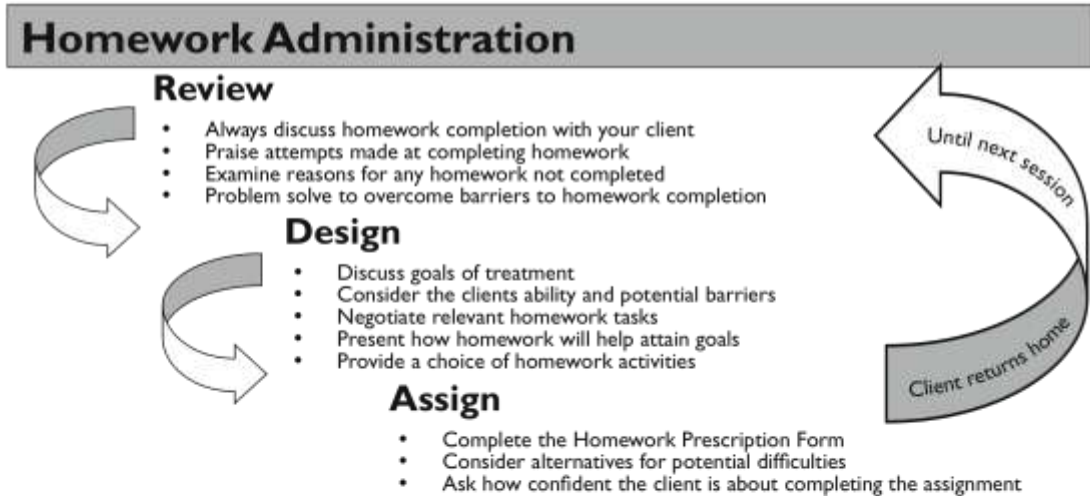 Homework Administration
Review
• Always discuss homework completion with your client
• Praise attempts made at completing homework
• Examine reasons for any homework not completed
• Problem solve to overcome barriers to homework completion
Design
• Discuss goals of treatment
• Consider the clients ability and potential barriers
• Negotiate relevant homework tasks
• Present how homework will help attain goals
• Provide a choice of homework activities
Assign
• Complete the Homework Prescription Form
• Consider alternatives for potential difficulties
• Ask how confident the client is about completing the assignment
Client returns home
Until next session